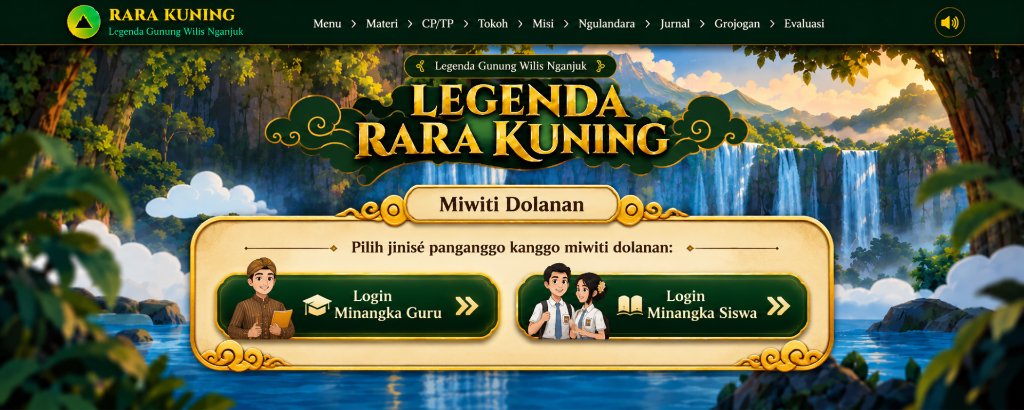 RARA KUNING
Legenda Gunung Wilis Nganjuk
Menu > Materi > CP/TP > Tokoh > Misi > Ngulandara > Jurnal > Grojogan > Evaluasi
Legenda Gunung Wilis Nganjuk
LEGENDA
RARA KUNING
Miwiti Dolanan
Pilih jinisé panganggo kanggo miwiti dolanan:
Login
Minangka Guru
Login
Minangka Siswa